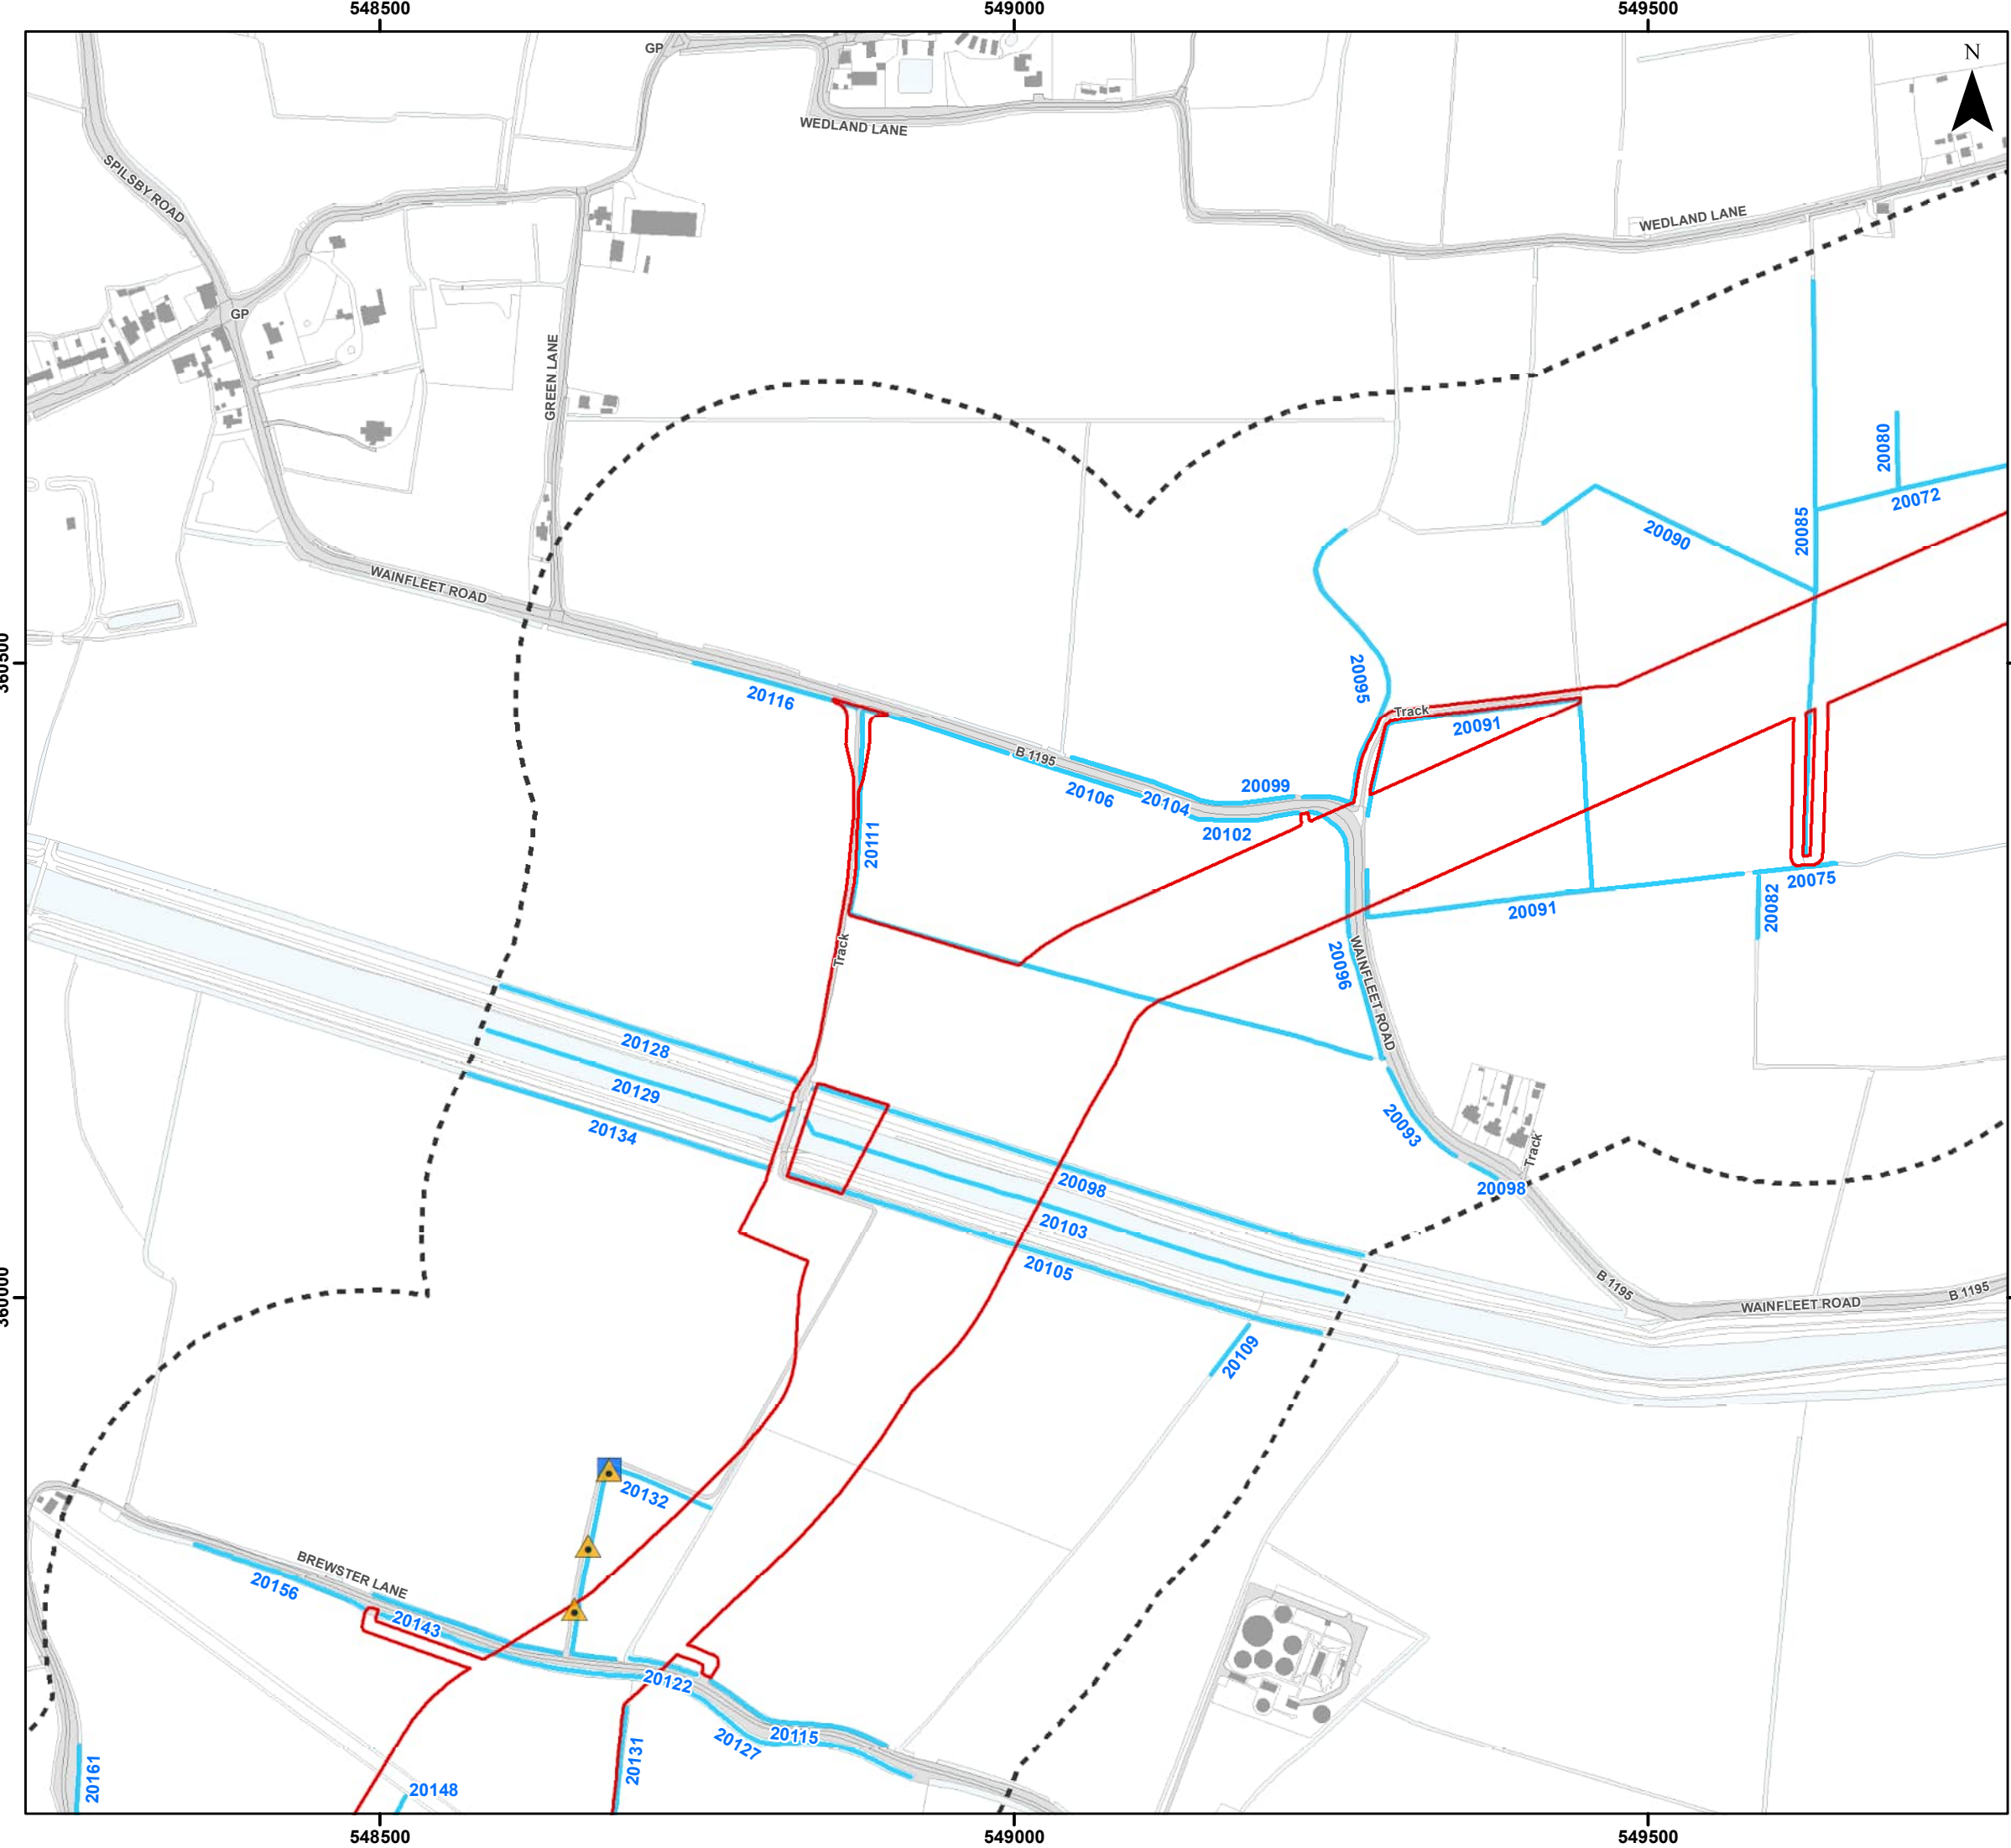 548500
549000
549500
N
GP
WEDLAND LANE
SPILSBY ROAD
WEDLAND LANE
GP
GREEN LANE
20080
20072
20085
20090
WAINFLEET ROAD
360500
20095
20116
Track
20091
B 1195
20099
20106
20104
20102
20111
20075
20082
20091
Track
20096
WAINFLEET ROAD
20128
20129
20093
20134
Track
20098
20098
20103
20105
B 1195
WAINFLEET ROAD
B 1195
360000
20109
20132
BREWSTER LANE
20156
20143
20122
20115
20127
20131
20161
20148
548500
549000
549500